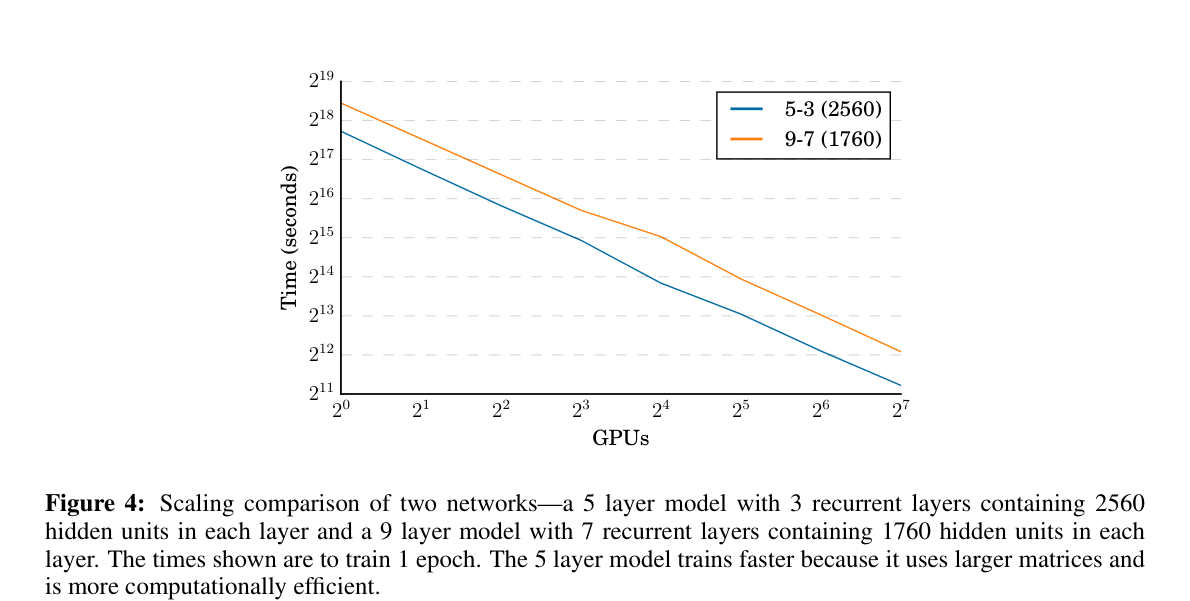 2^19
2^18
2^17
2^16
2^15
2^14
2^13
2^12
2^11
Time (seconds)
5-3 (2560)
9-7 (1760)
2^0 2^1 2^2 2^3 2^4 2^5 2^6 2^7
GPUs
Figure 4: Scaling comparison of two networks—a 5 layer model with 3 recurrent layers containing 2560
hidden units in each layer and a 9 layer model with 7 recurrent layers containing 1760 hidden units in each
layer. The times shown are to train 1 epoch. The 5 layer model trains faster because it uses larger matrices and
is more computationally efficient.